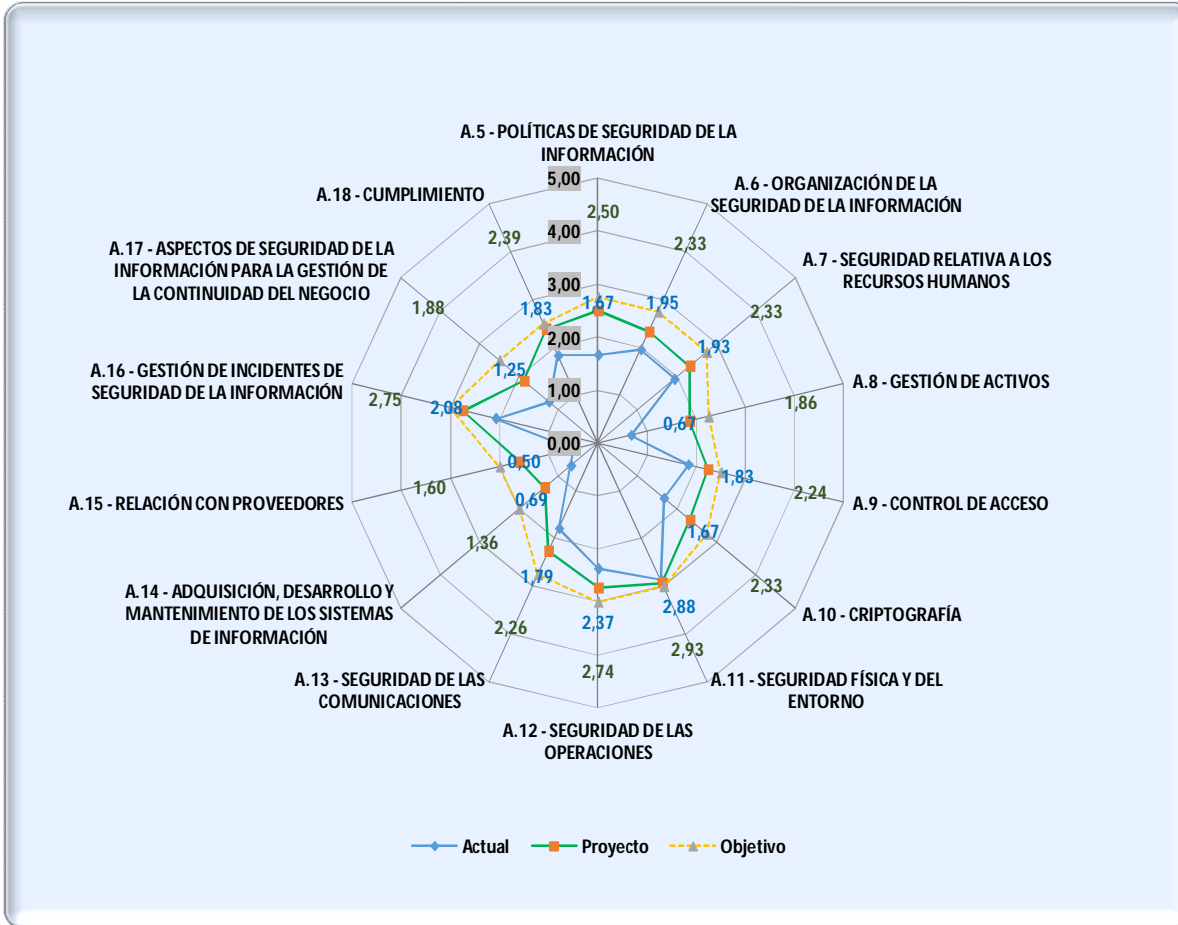 A.5 - POLÍTICAS DE SEGURIDAD DE LA
INFORMACIÓN
A.6 - ORGANIZACIÓN DE LA
SEGURIDAD DE LA INFORMACIÓN
A.7 - SEGURIDAD RELATIVA A LOS
RECURSOS HUMANOS
A.8 - GESTIÓN DE ACTIVOS
A.9 - CONTROL DE ACCESO
A.10 - CRIPTOGRAFÍA
A.11 - SEGURIDAD FÍSICA Y DEL
ENTORNO
A.12 - SEGURIDAD DE LAS
OPERACIONES
A.13 - SEGURIDAD DE LAS
COMUNICACIONES
A.14 - ADQUISICIÓN, DESARROLLO Y
MANTENIMIENTO DE LOS SISTEMAS
DE INFORMACIÓN
A.15 - RELACIÓN CON PROVEEDORES
A.16 - GESTIÓN DE INCIDENTES DE
SEGURIDAD DE LA INFORMACIÓN
A.17 - ASPECTOS DE SEGURIDAD DE LA
INFORMACIÓN PARA LA GESTIÓN DE
LA CONTINUIDAD DEL NEGOCIO
A.18 - CUMPLIMIENTO
5,00
4,00
3,00
2,00
1,00
0,00
2,50
2,33
2,33
1,86
2,24
2,33
2,93
2,74
2,26
1,36
1,60
2,75
1,88
2,39
1,67
1,95
1,93
0,67
1,83
1,67
2,88
2,37
1,79
0,69
0,50
2,08
1,25
1,83
Actual
Proyecto
Objetivo